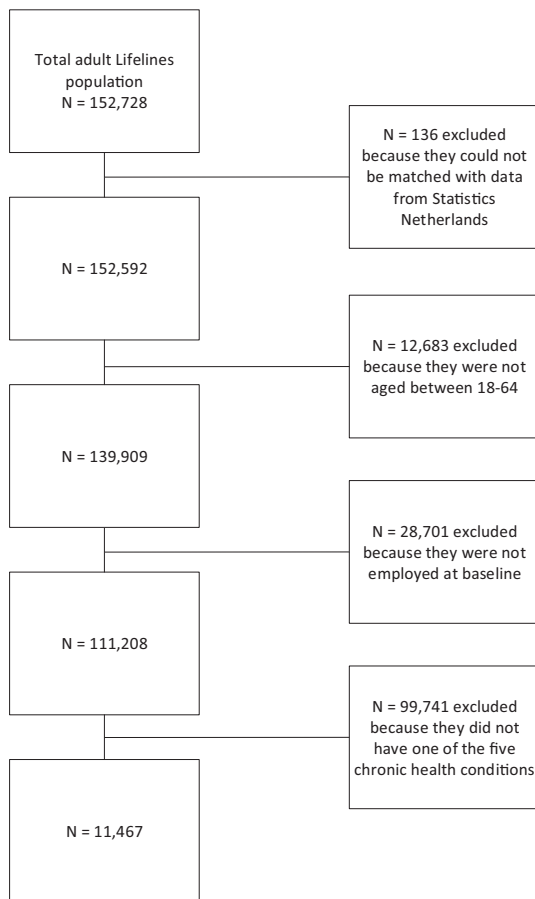 Total adult Lifelines
population
N = 152,728
N = 136 excluded
because they could not
be matched with data
from Statistics
Netherlands
N = 152,592
N = 12,683 excluded
because they were not
aged between 18-64
N = 139,909
N = 28,701 excluded
because they were not
employed at baseline
N = 111,208
N = 99,741 excluded
because they did not
have one of the five
chronic health conditions
N = 11,467